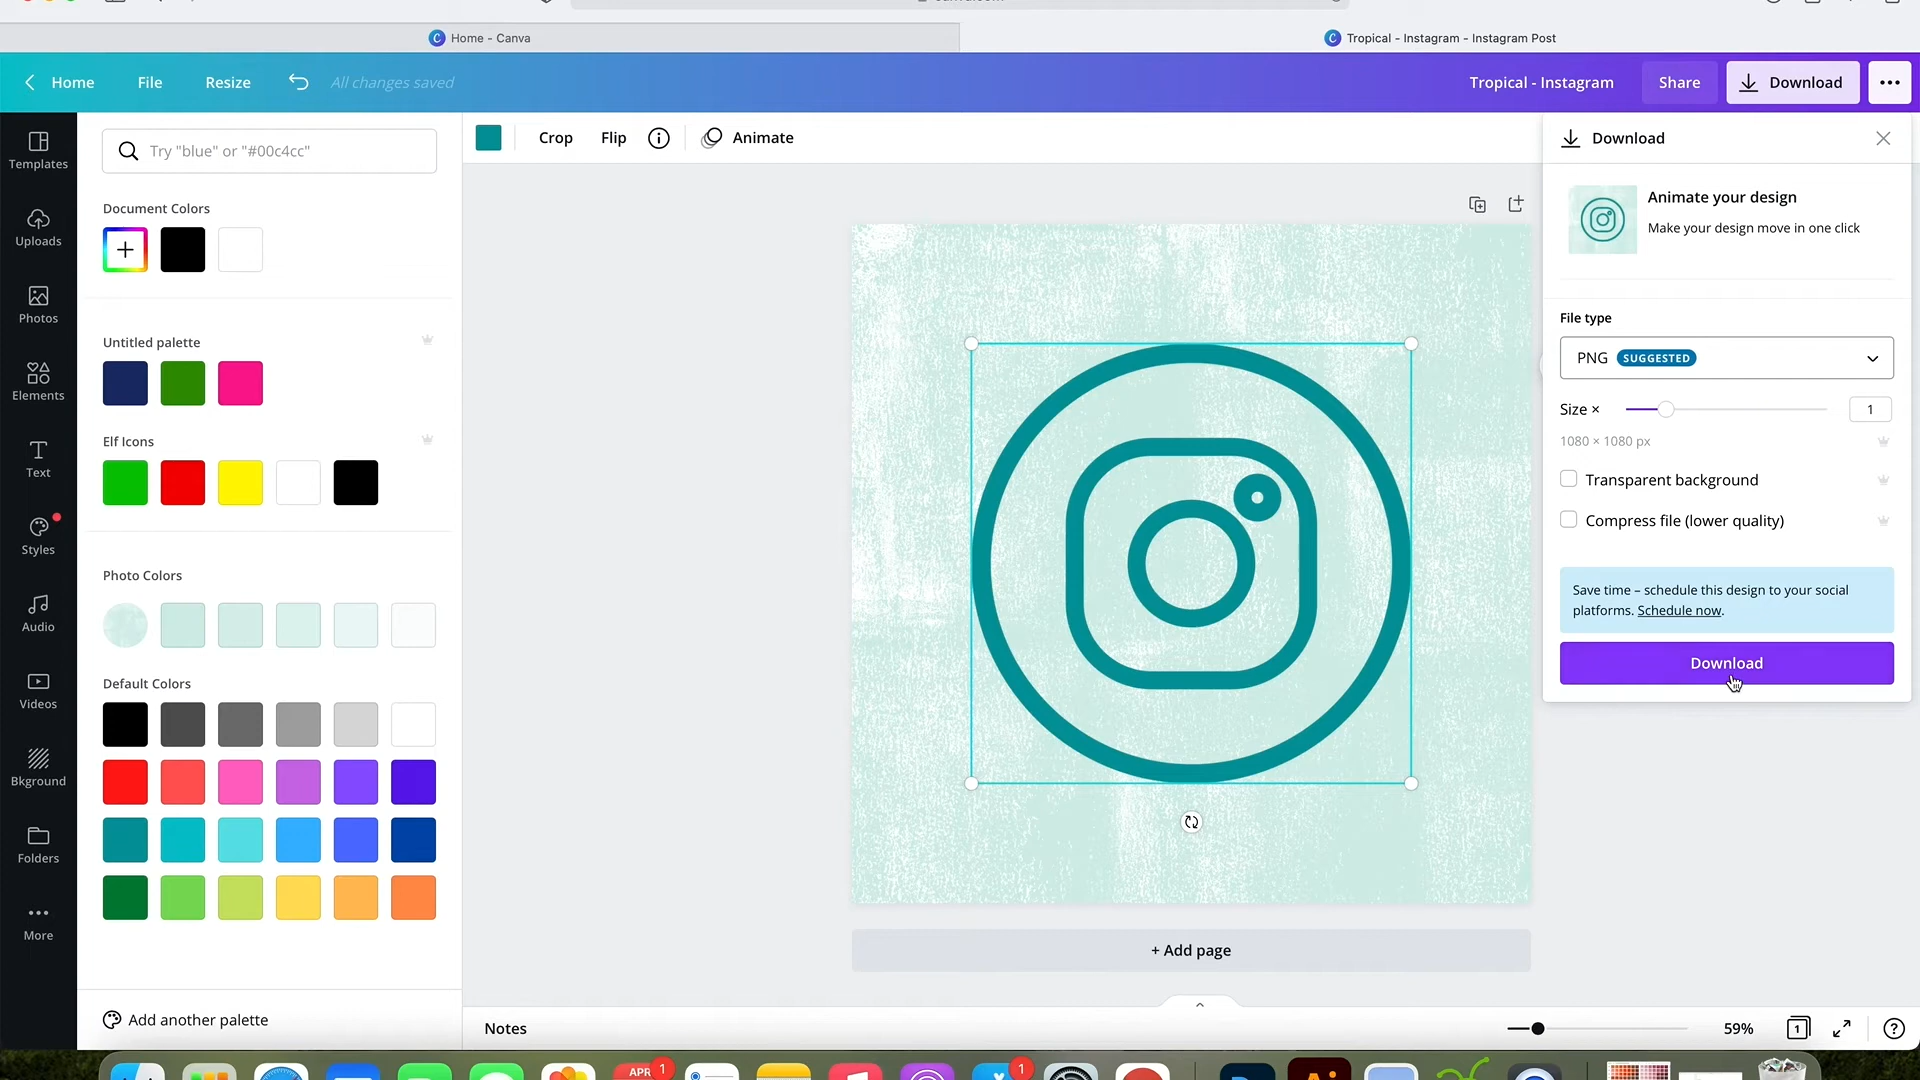 Home - Canva
Tropical - Instagram - Instagram Post
Home
File
Resize
All changes saved
Tropical - Instagram
Share
Download
Templates
Uploads
Photos
Elements
Text
Styles
Audio
Videos
Bkground
Folders
More
Try "blue" or "#00c4cc"
Document Colors
Untitled palette
Elf Icons
Photo Colors
Default Colors
Add another palette
Crop
Flip
Animate
+ Add page
Notes
59%
1
Download
Animate your design
Make your design move in one click
File type
PNG SUGGESTED
Size ×
1
1080 × 1080 px
Transparent background
Compress file (lower quality)
Save time – schedule this design to your social
platforms. Schedule now.
Download
APR
1
1